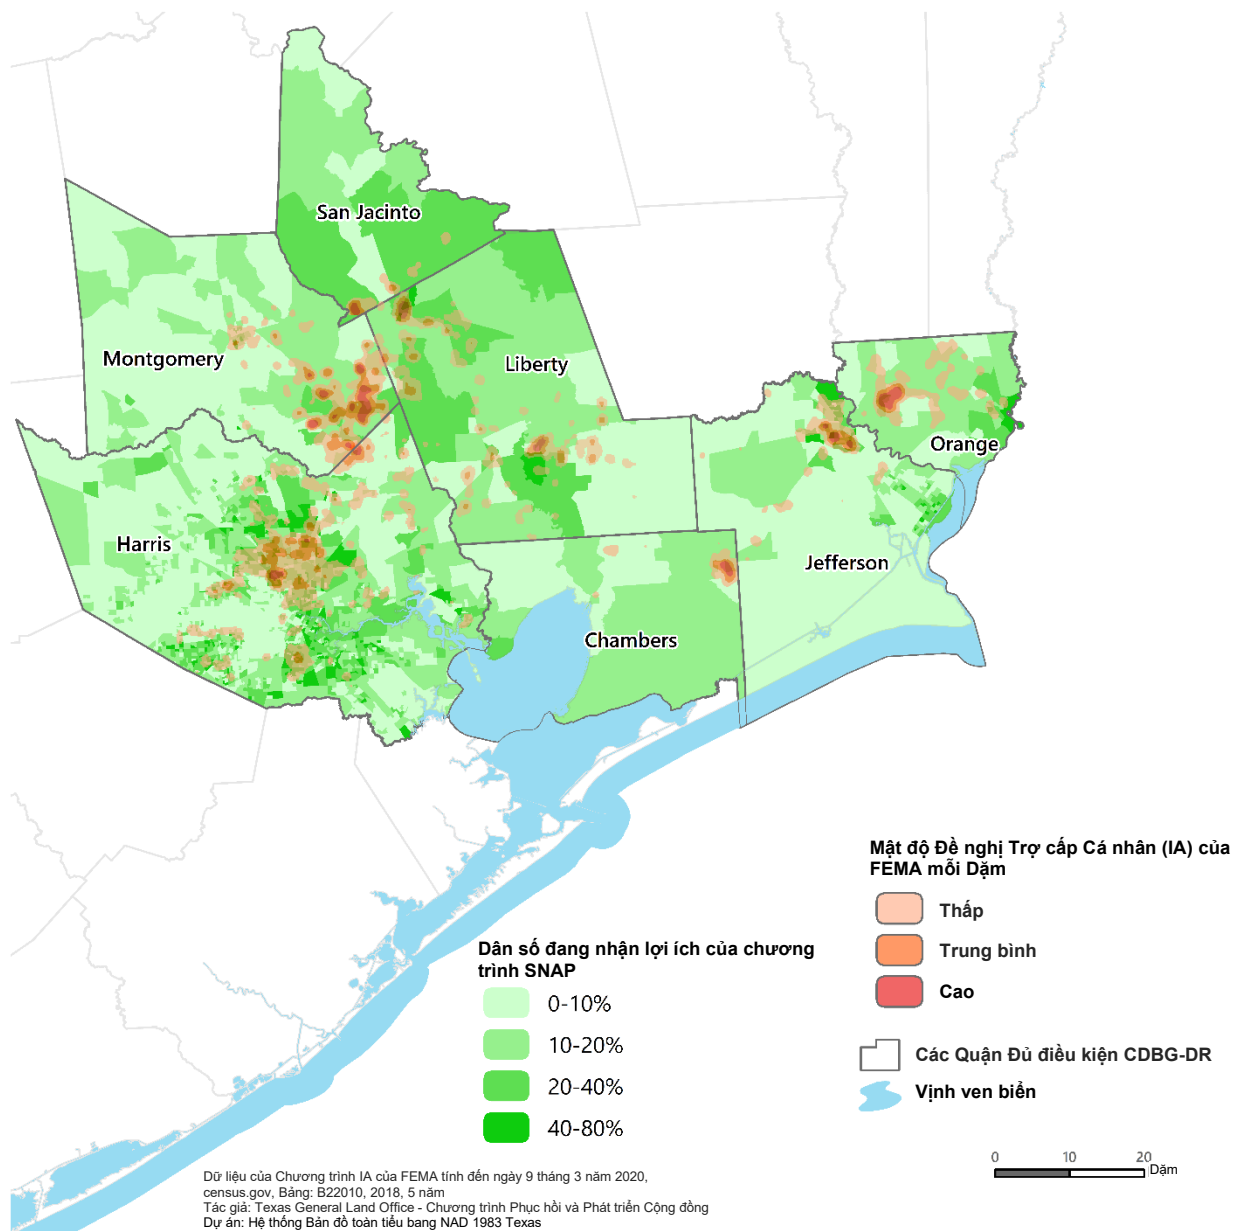 San Jacinto
Montgomery
Liberty
Orange
Harris
Jefferson
Chambers
Mật độ Đề nghị Trợ cấp Cá nhân (IA) của
FEMA mỗi Dặm
Thấp
Trung bình
Cao
Dân số đang nhận lợi ích của chương
trình SNAP
0-10%
10-20%
20-40%
40-80%
Các Quận Đủ điều kiện CDBG-DR
Vịnh ven biển
0 10 20
Dặm
Dữ liệu của Chương trình IA của FEMA tính đến ngày 9 tháng 3 năm 2020,
census.gov, Bảng: B22010, 2018, 5 năm
Tác giả: Texas General Land Office - Chương trình Phục hồi và Phát triển Cộng đồng
Dự án: Hệ thống Bản đồ toàn tiểu bang NAD 1983 Texas